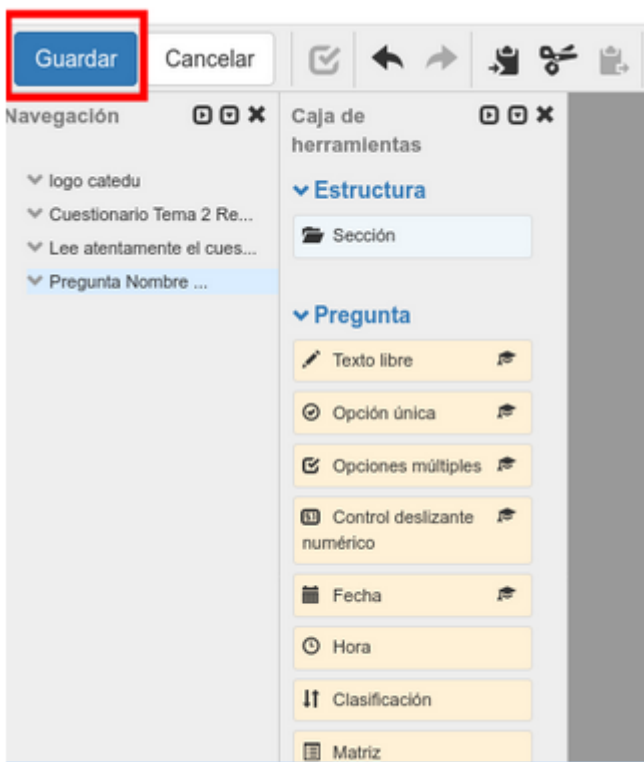 Guardar
Cancelar
Navegación
logo catedu
Cuestionario Tema 2 Re...
Lee atentamente el cues...
Pregunta Nombre ...
Caja de
herramientas
Estructura
Sección
Pregunta
Texto libre
Opción única
Opciones múltiples
Control deslizante
numérico
Fecha
Hora
Clasificación
Matriz